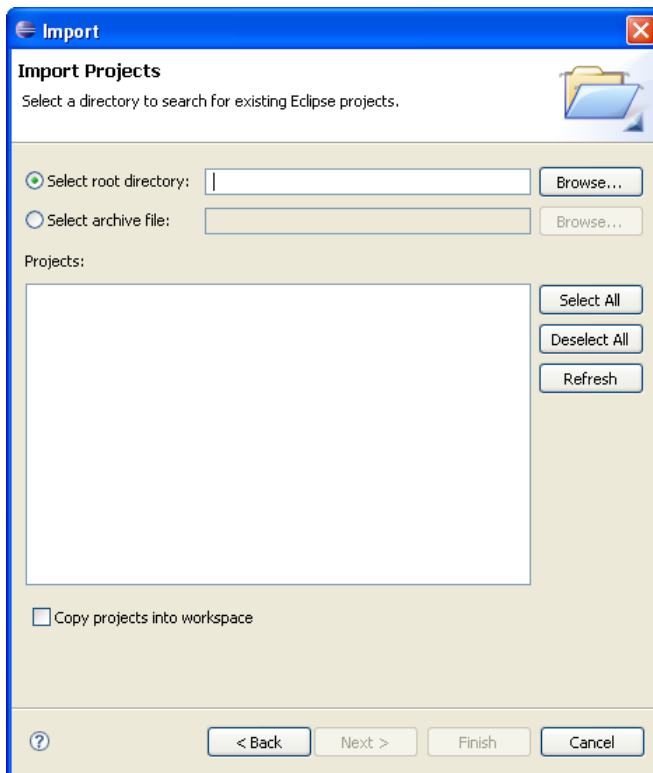 Import
Import Projects
Select a directory to search for existing Eclipse projects.
Select root directory:
Browse...
Select archive file:
Browse...
Projects:
Select All
Deselect All
Refresh
Copy projects into workspace
?
< Back
Next >
Finish
Cancel